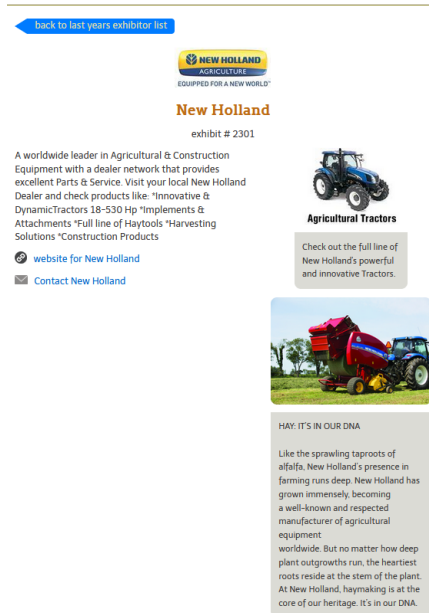 back to last years exhibitor list
NEW HOLLAND
AGRICULTURE
EQUIPPED FOR A NEW WORLD™
New Holland
exhibit # 2301
A worldwide leader in Agricultural & Construction
Equipment with a dealer network that provides
excellent Parts & Service. Visit your local New Holland
Dealer and check products like: *Innovative &
DynamicTractors 18-530 Hp *Implements &
Attachments *Full line of Haytools *Harvesting
Solutions *Construction Products
website for New Holland
Contact New Holland
Agricultural Tractors
Check out the full line of
New Holland's powerful
and innovative Tractors.
HAY: IT'S IN OUR DNA
Like the sprawling taproots of
alfalfa, New Holland's presence in
farming runs deep. New Holland has
grown immensely, becoming
a well-known and respected
manufacturer of agricultural
equipment
worldwide. But no matter how deep
plant outgrowths run, the heartiest
roots reside at the stem of the plant.
At New Holland, haymaking is at the
core of our heritage. It's in our DNA.